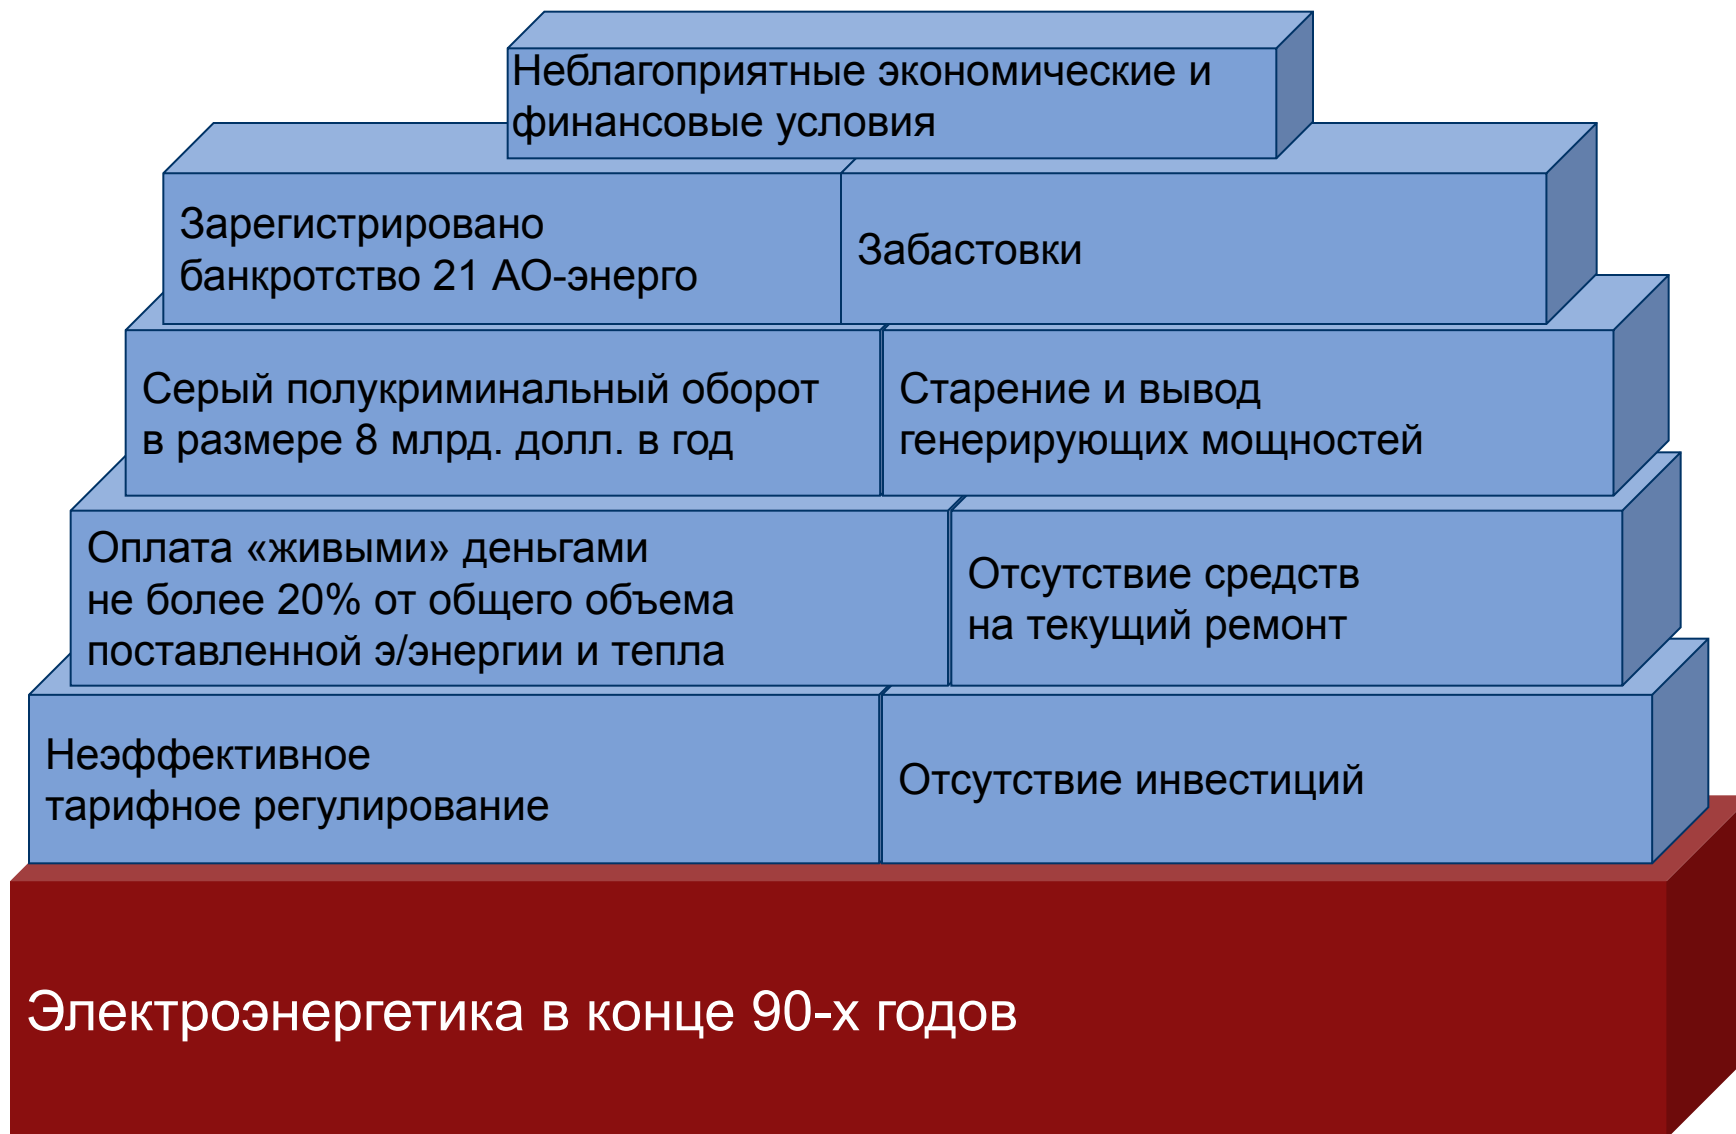 Неблагоприятные экономические и
финансовые условия
Зарегистрировано
банкротство 21 АО-энерго
Забастовки
Серый полукриминальный оборот
в размере 8 млрд. долл. в год
Старение и вывод
генерирующих мощностей
Оплата «живыми» деньгами
не более 20% от общего объема
поставленной э/энергии и тепла
Отсутствие средств
на текущий ремонт
Неэффективное
тарифное регулирование
Отсутствие инвестиций
Электроэнергетика в конце 90-х годов